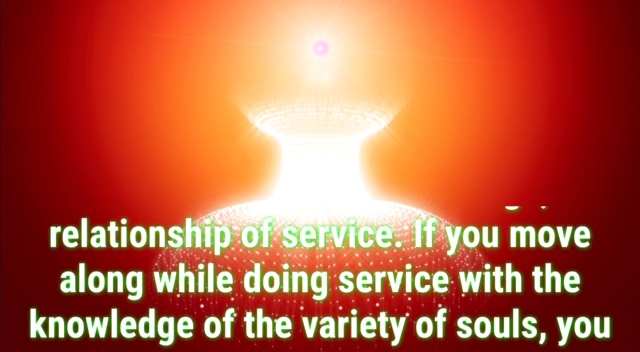 relationship of service. If you move
along while doing service with the
knowledge of the variety of souls, you